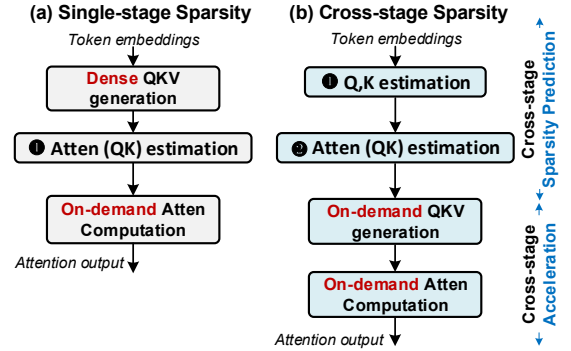 (a) Single-stage Sparsity
Token embeddings
Dense QKV
generation
❶ Atten (QK) estimation
On-demand Atten
Computation
Attention output
(b) Cross-stage Sparsity
Token embeddings
❶ Q,K estimation
❷ Atten (QK) estimation
On-demand QKV
generation
On-demand Atten
Computation
Attention output
Cross-stage
Sparsity Prediction
Cross-stage
Acceleration